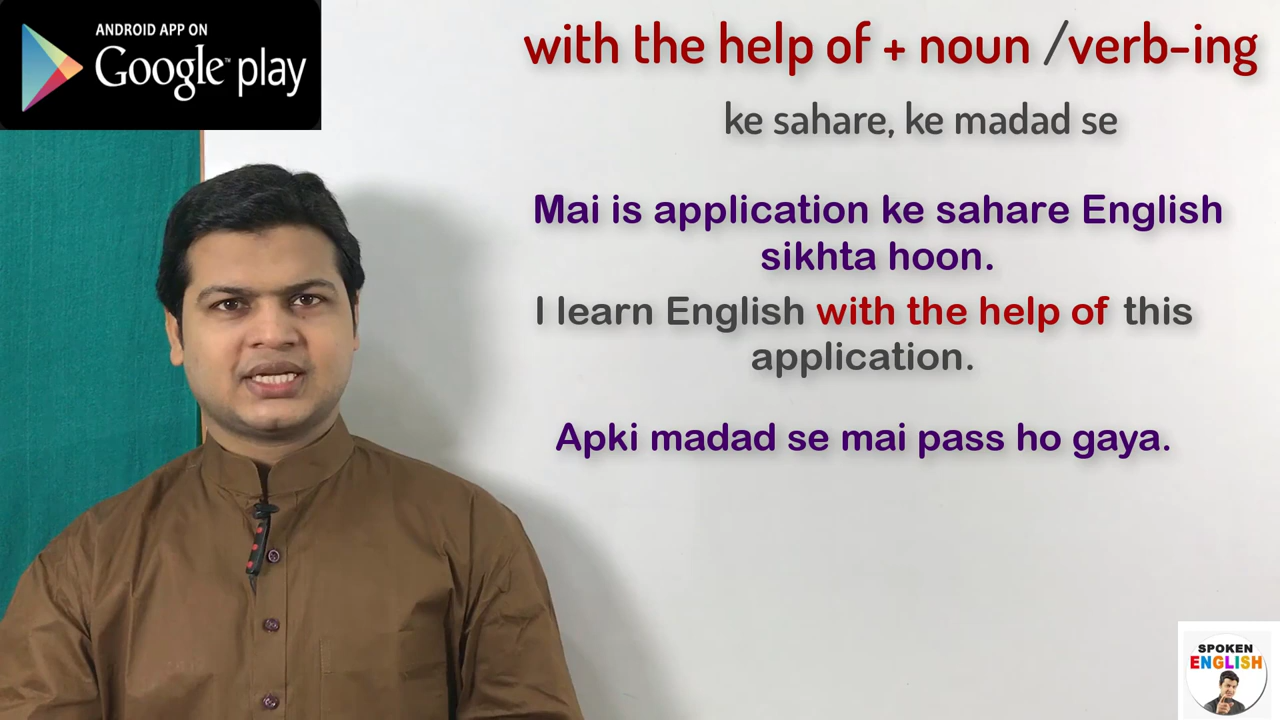 ANDROID APP ON
Google play
with the help of + noun /verb-ing
ke sahare, ke madad se
Mai is application ke sahare English
sikhta hoon.
I learn English with the help of this
application.
Apki madad se mai pass ho gaya.
SPOKEN
ENGLISH